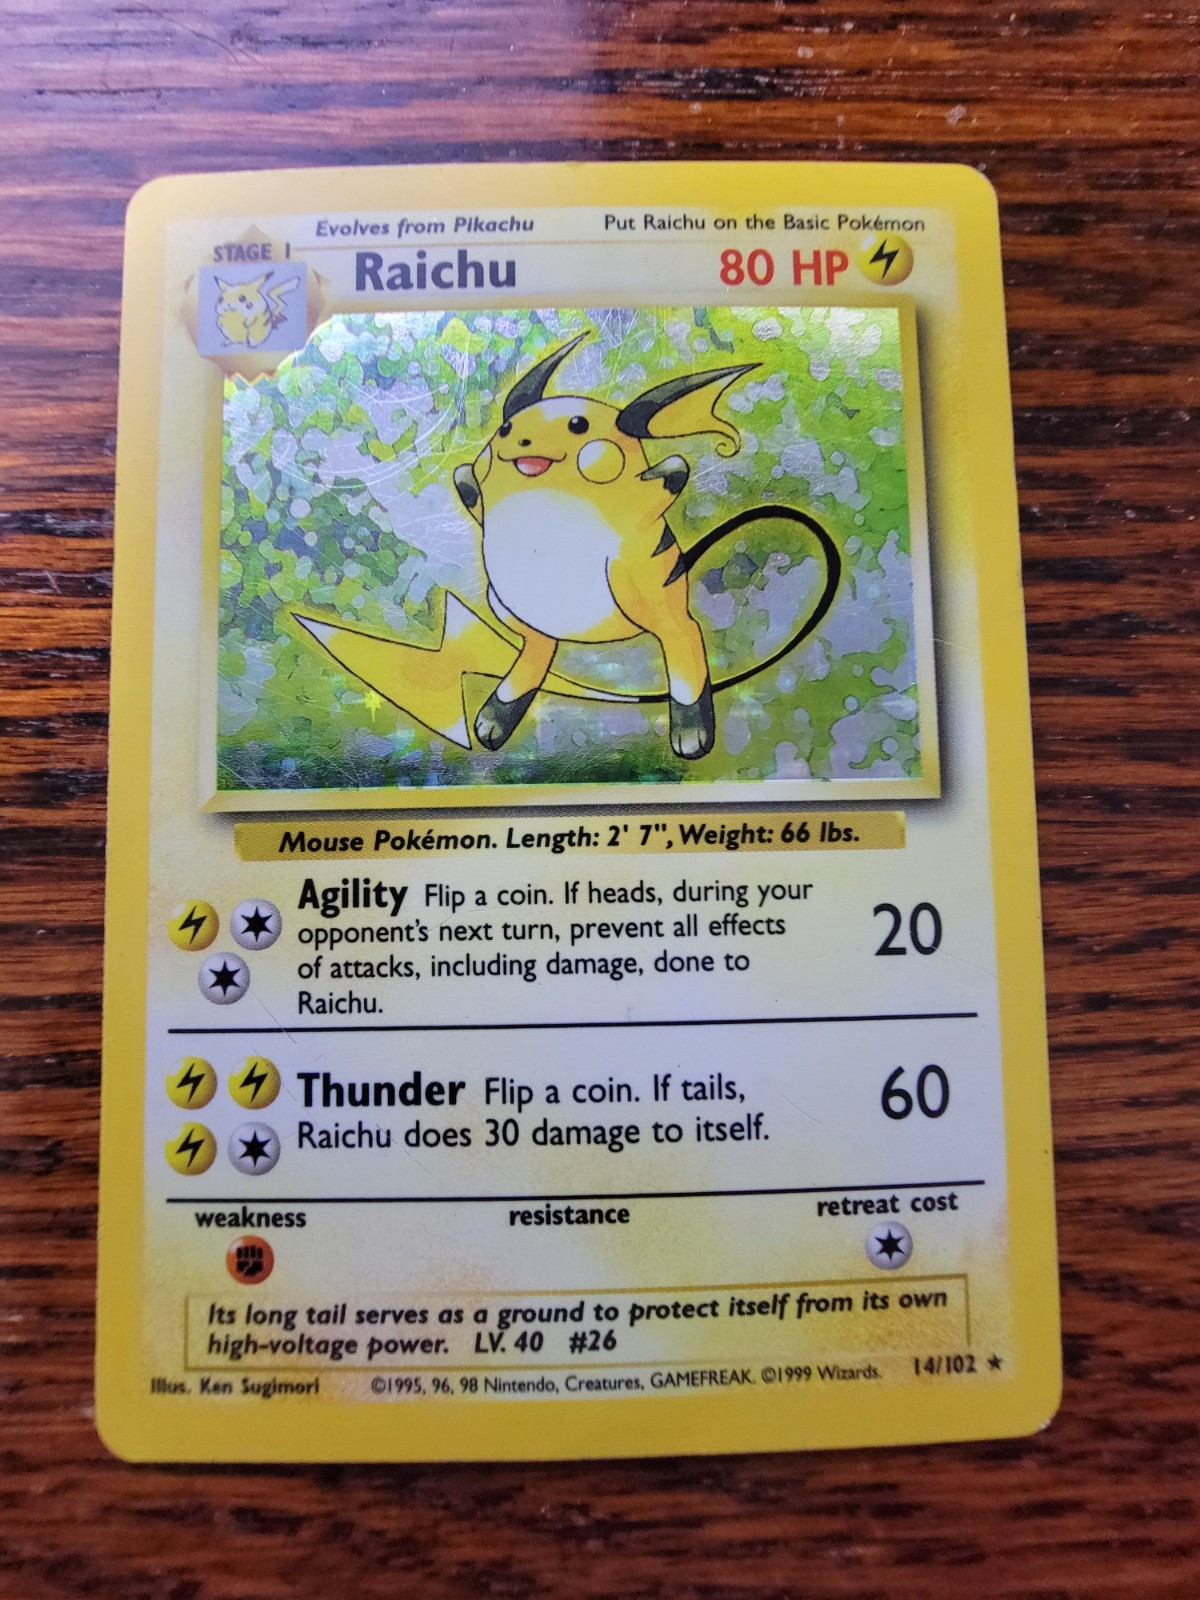 Evolves from Pikachu Put Raichu on the Basic Pokémon
STAGE 1
Raichu 80 HP
Mouse Pokémon. Length: 2' 7", Weight: 66 lbs.
Agility Flip a coin. If heads, during your
opponent's next turn, prevent all effects
of attacks, including damage, done to
Raichu.
20
Thunder Flip a coin. If tails,
Raichu does 30 damage to itself.
60
weakness resistance retreat cost
Its long tail serves as a ground to protect itself from its own
high-voltage power. LV. 40 #26
Illus. Ken Sugimori ©1995, 96, 98 Nintendo, Creatures, GAMEFREAK. ©1999 Wizards. 14/102 ★